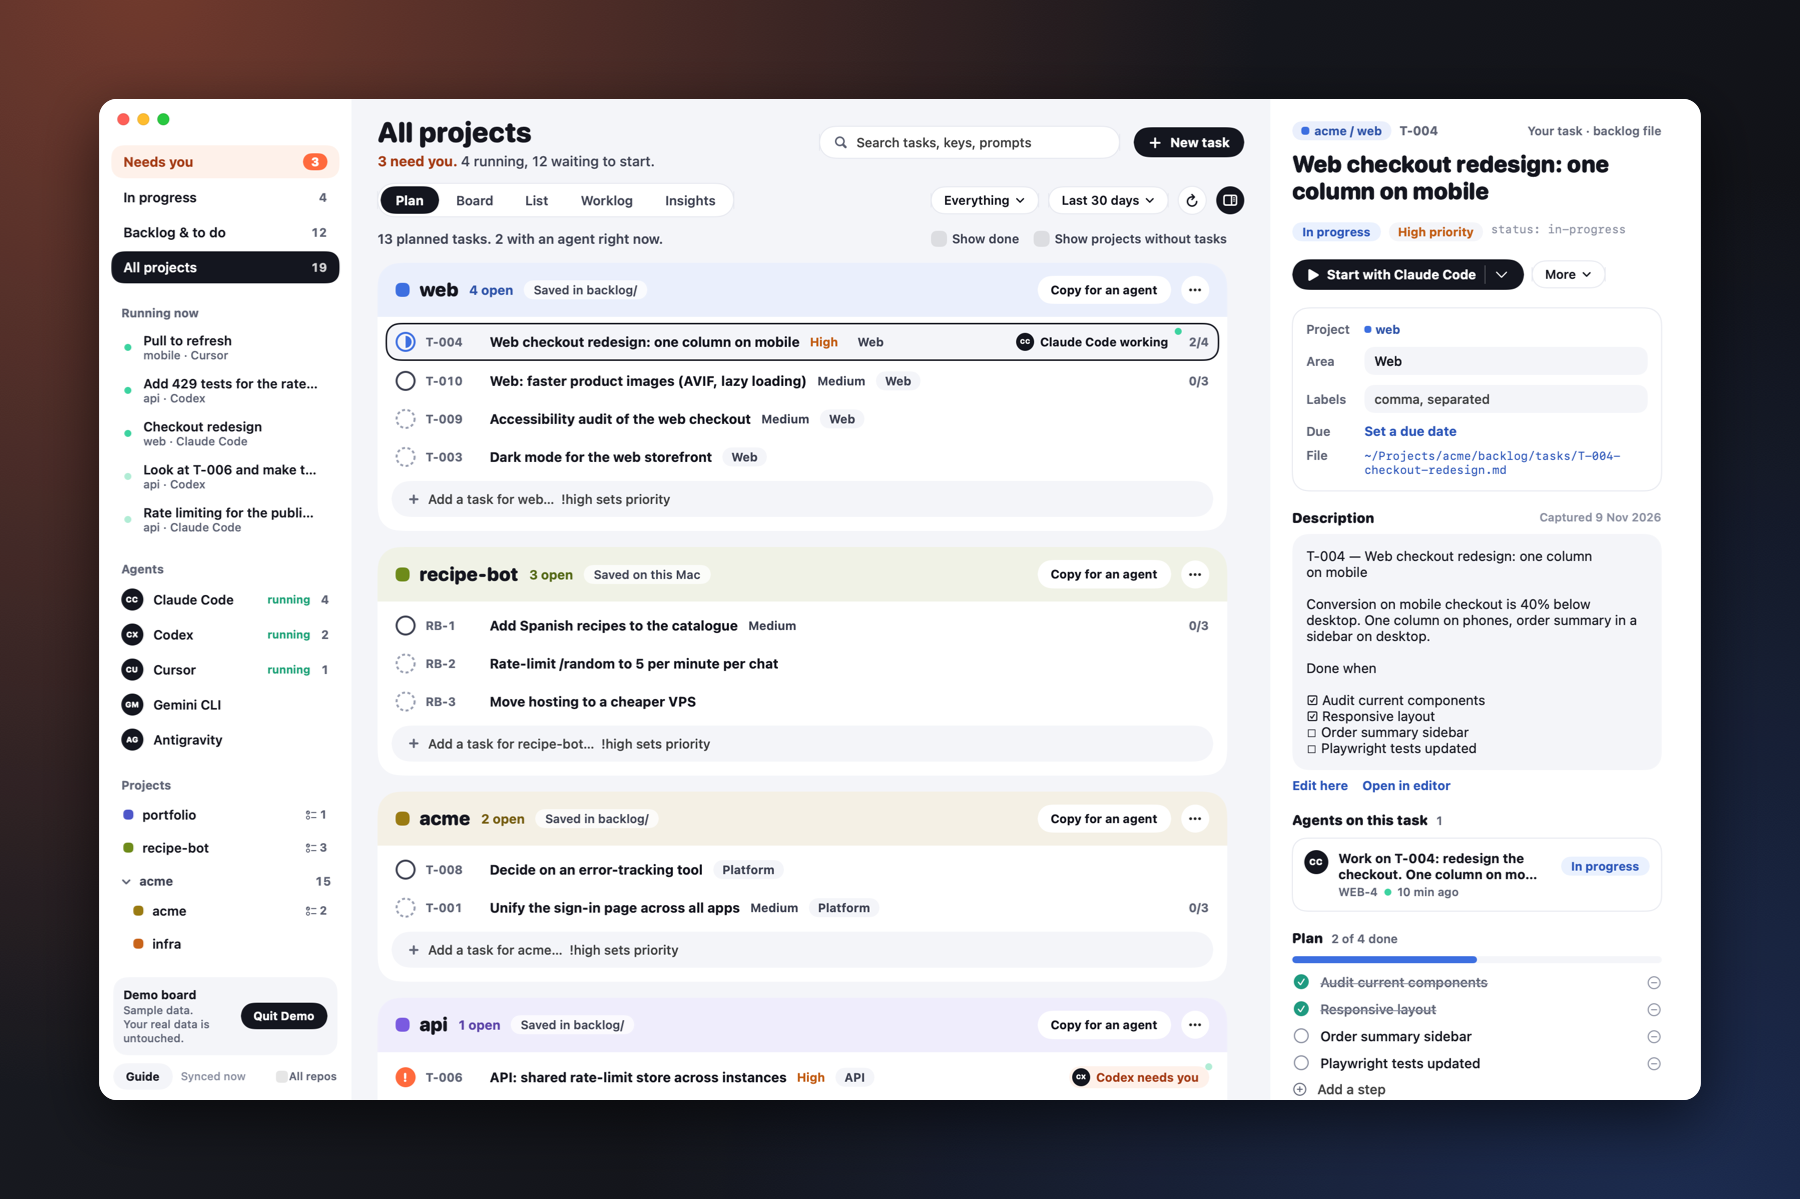 Needs you 3
In progress 4
Backlog & to do 12
All projects 19
Running now
Pull to refresh
mobile · Cursor
Add 429 tests for the rate...
api · Codex
Checkout redesign
web · Claude Code
Look at T-006 and make t...
api · Codex
Rate limiting for the publi...
api · Claude Code
Agents
CC Claude Code running 4
CX Codex running 2
CU Cursor running 1
GM Gemini CLI
AG Antigravity
Projects
portfolio 1
recipe-bot 3
acme 15
acme 2
infra
Demo board
Sample data.
Your real data is
untouched.
Quit Demo
Guide Synced now All repos
All projects
3 need you. 4 running, 12 waiting to start.
Search tasks, keys, prompts
+ New task
Plan Board List Worklog Insights
Everything Last 30 days
13 planned tasks. 2 with an agent right now.
Show done Show projects without tasks
web 4 open Saved in backlog/ Copy for an agent ...
T-004 Web checkout redesign: one column on mobile High Web CC Claude Code working 2/4
T-010 Web: faster product images (AVIF, lazy loading) Medium Web 0/3
T-009 Accessibility audit of the web checkout Medium Web
T-003 Dark mode for the web storefront Web
+ Add a task for web... !high sets priority
recipe-bot 3 open Saved on this Mac Copy for an agent ...
RB-1 Add Spanish recipes to the catalogue Medium 0/3
RB-2 Rate-limit /random to 5 per minute per chat
RB-3 Move hosting to a cheaper VPS
+ Add a task for recipe-bot... !high sets priority
acme 2 open Saved in backlog/ Copy for an agent ...
T-008 Decide on an error-tracking tool Platform
T-001 Unify the sign-in page across all apps Medium Platform 0/3
+ Add a task for acme... !high sets priority
api 1 open Saved in backlog/ Copy for an agent ...
! T-006 API: shared rate-limit store across instances High API CX Codex needs you
acme / web T-004 Your task · backlog file
Web checkout redesign: one
column on mobile
In progress High priority status: in-progress
Start with Claude Code More
Project web
Area Web
Labels comma, separated
Due Set a due date
File ~/Projects/acme/backlog/tasks/T-004-
checkout-redesign.md
Description Captured 9 Nov 2026
T-004 — Web checkout redesign: one column
on mobile
Conversion on mobile checkout is 40% below
desktop. One column on phones, order summary in a
sidebar on desktop.
Done when
☑ Audit current components
☑ Responsive layout
☐ Order summary sidebar
☐ Playwright tests updated
Edit here Open in editor
Agents on this task 1
CC Work on T-004: redesign the
checkout. One column on mo...
WEB-4 10 min ago
In progress
Plan 2 of 4 done
Audit current components
Responsive layout
Order summary sidebar
Playwright tests updated
Add a step